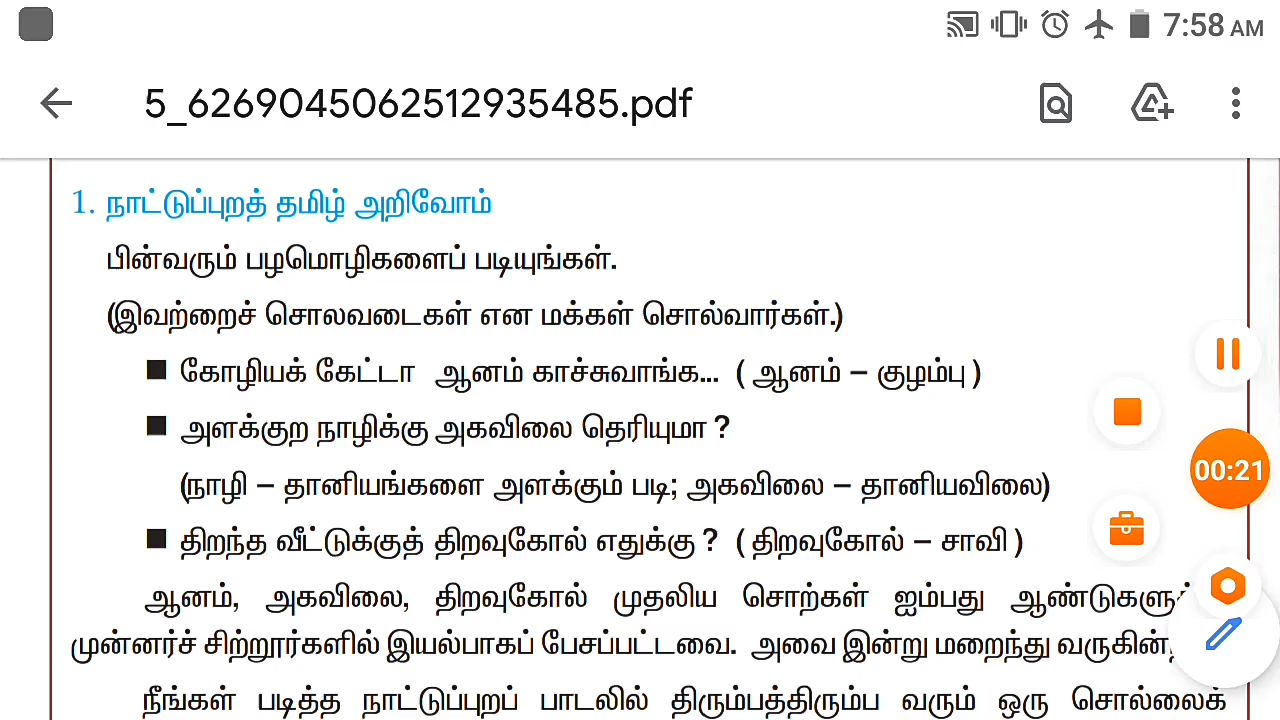 7:58 AM
5_6269045062512935485.pdf
1. நாட்டுப்புறத் தமிழ் அறிவோம்
பின்வரும் பழமொழிகளைப் படியுங்கள்.
(இவற்றைச் சொலவடைகள் என மக்கள் சொல்வார்கள்.)
■ கோழியக் கேட்டா ஆனம் காச்சுவாங்க... ( ஆனம் – குழம்பு )
■ அளக்குற நாழிக்கு அகவிலை தெரியுமா ?
(நாழி – தானியங்களை அளக்கும் படி; அகவிலை – தானியவிலை)
00:21
■ திறந்த வீட்டுக்குத் திறவுகோல் எதுக்கு ? ( திறவுகோல் – சாவி )
ஆனம், அகவிலை, திறவுகோல் முதலிய சொற்கள் ஐம்பது
முன்னர்ச் சிற்றூர்களில் இயல்பாகப் பேசப்பட்டவை. அவை இன்று மறைந்து
நீங்கள் படித்த நாட்டுப்புறப் பாடலில் திரும்பத்திரும்ப வரும் ஒரு சொல்லைக்